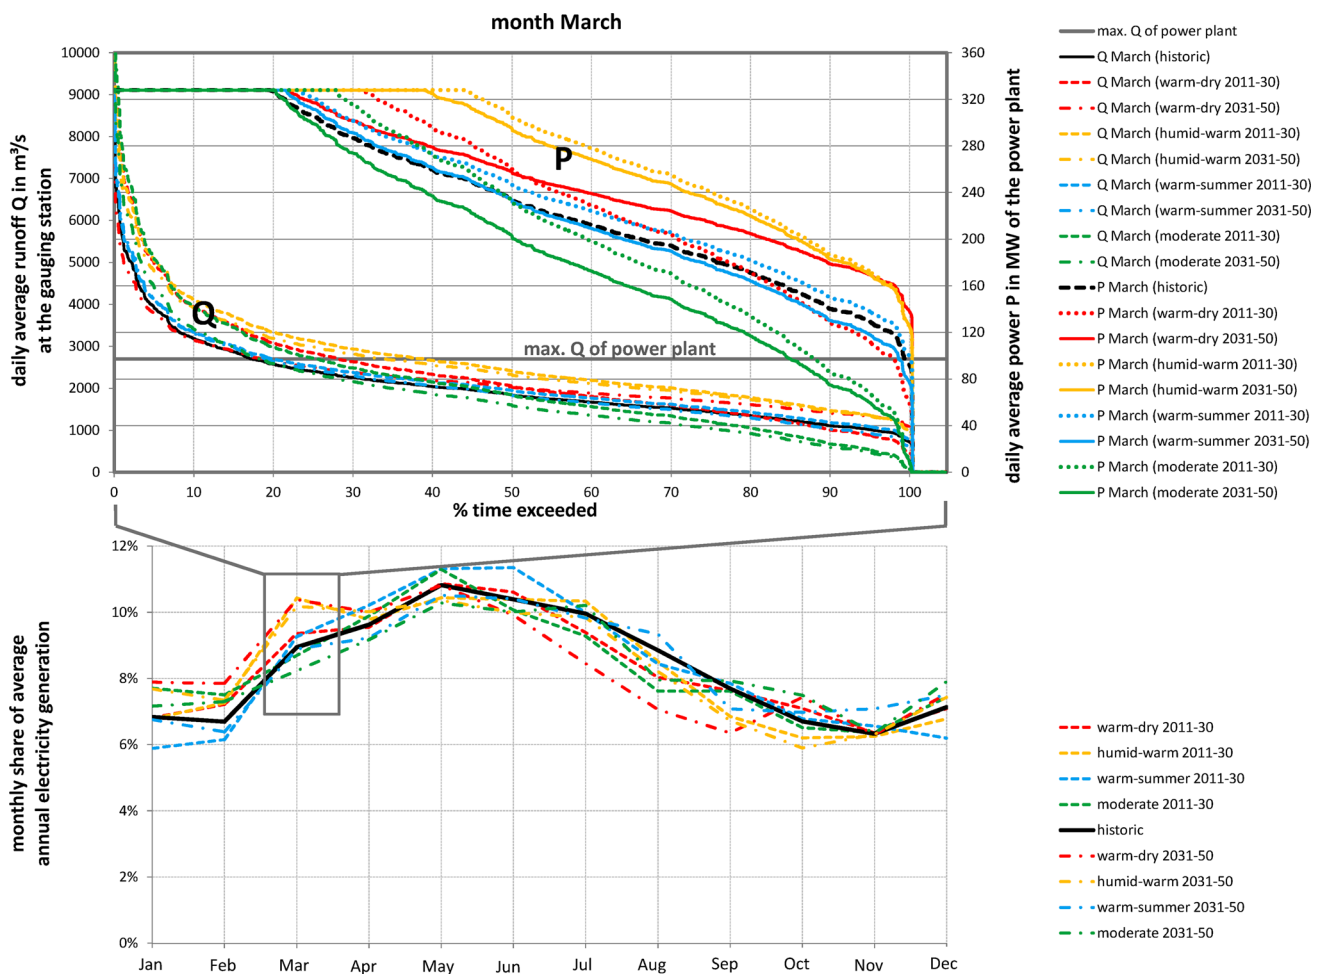 month March
daily average runoff Q in m³/s
at the gauging station
10000
9000
8000
7000
6000
5000
4000
3000
2000
1000
0
P
Q
max. Q of power plant
360
320
280
240
200
160
120
80
40
0
daily average power P in MW of the power plant
0
10
20
30
40
50
60
70
80
90
100
% time exceeded
max. Q of power plant
Q March (historic)
Q March (warm-dry 2011-30)
Q March (warm-dry 2031-50)
Q March (humid-warm 2011-30)
Q March (humid-warm 2031-50)
Q March (warm-summer 2011-30)
Q March (warm-summer 2031-50)
Q March (moderate 2011-30)
Q March (moderate 2031-50)
P March (historic)
P March (warm-dry 2011-30)
P March (warm-dry 2031-50)
P March (humid-warm 2011-30)
P March (humid-warm 2031-50)
P March (warm-summer 2011-30)
P March (warm-summer 2031-50)
P March (moderate 2011-30)
P March (moderate 2031-50)
monthly share of average
annual electricity generation
12%
10%
8%
6%
4%
2%
0%
Jan
Feb
Mar
Apr
May
Jun
Jul
Aug
Sep
Oct
Nov
Dec
warm-dry 2011-30
humid-warm 2011-30
warm-summer 2011-30
moderate 2011-30
historic
warm-dry 2031-50
humid-warm 2031-50
warm-summer 2031-50
moderate 2031-50